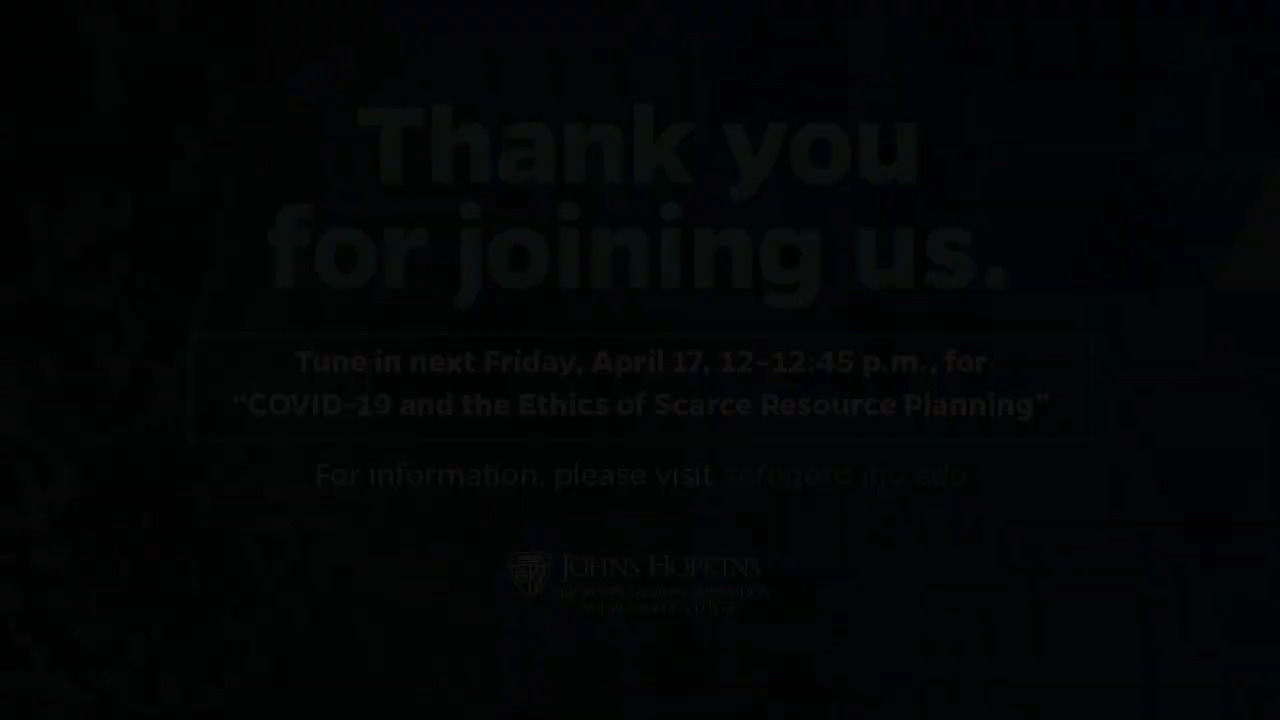 Thank you
for joining us.
Tune in next Friday, April 17, 12–12:45 p.m., for
“COVID-19 and the Ethics of Scarce Resource Planning”
For information, please visit
JOHNS HOPKINS